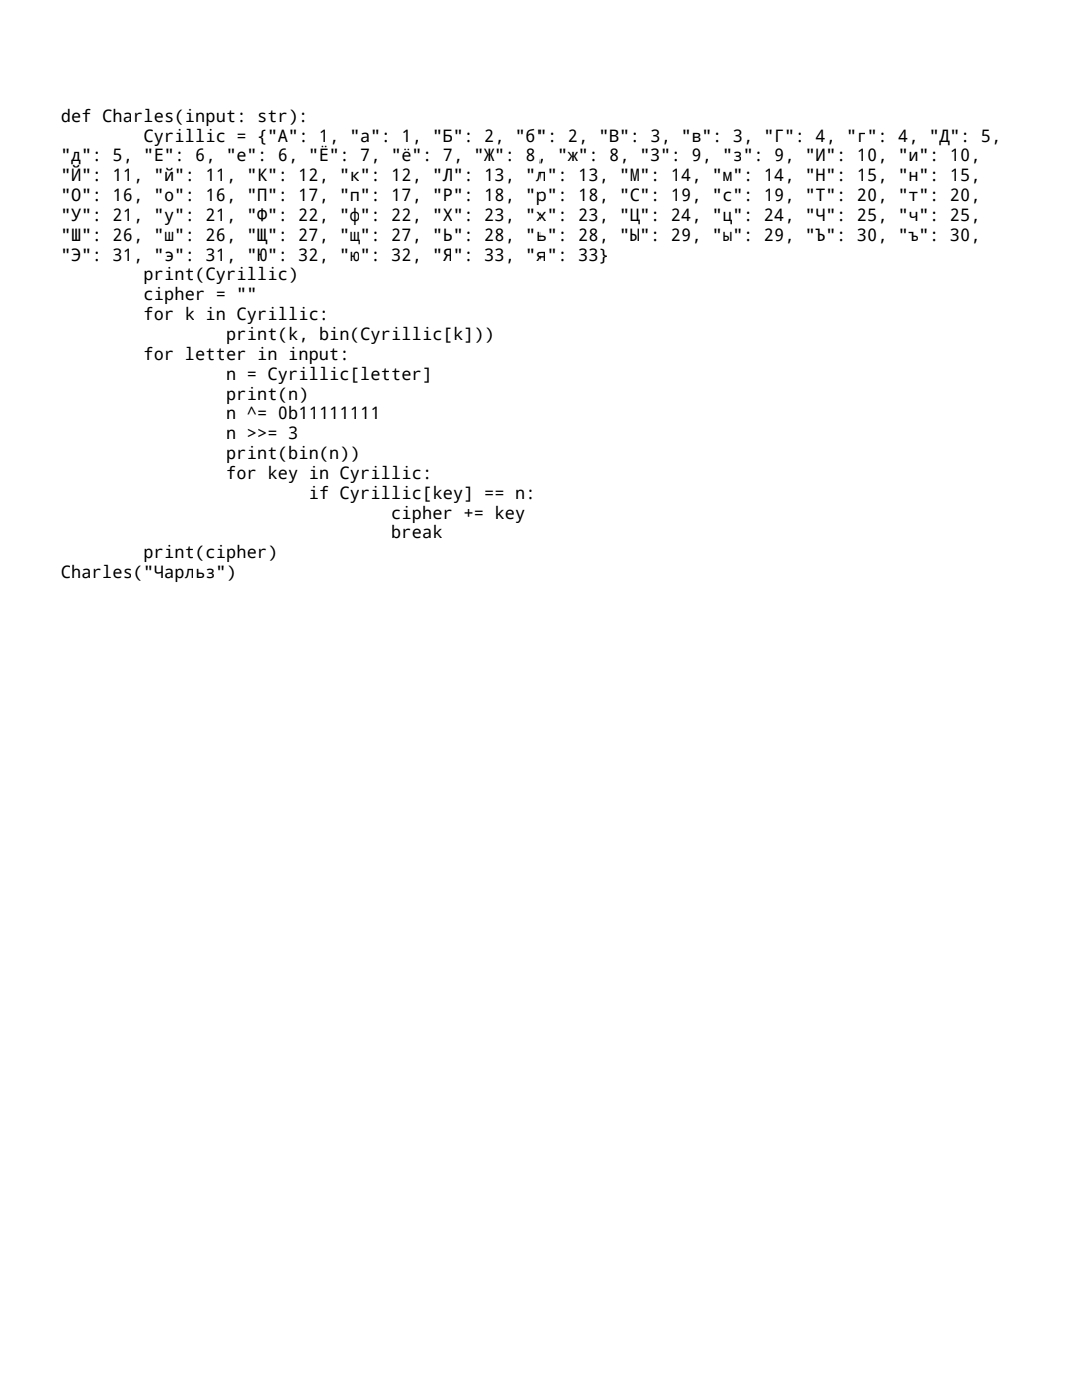 def Charles(input: str):
        Cyrillic = {"А": 1, "а": 1, "Б": 2, "б": 2, "В": 3, "в": 3, "Г": 4, "г": 4, "Д": 5,
"д": 5, "Е": 6, "е": 6, "Ё": 7, "ё": 7, "Ж": 8, "ж": 8, "З": 9, "з": 9, "И": 10, "и": 10,
"Й": 11, "й": 11, "К": 12, "к": 12, "Л": 13, "л": 13, "М": 14, "м": 14, "Н": 15, "н": 15,
"О": 16, "о": 16, "П": 17, "п": 17, "Р": 18, "р": 18, "С": 19, "с": 19, "Т": 20, "т": 20,
"У": 21, "у": 21, "Ф": 22, "ф": 22, "Х": 23, "х": 23, "Ц": 24, "ц": 24, "Ч": 25, "ч": 25,
"Ш": 26, "ш": 26, "Щ": 27, "щ": 27, "Ь": 28, "ь": 28, "Ы": 29, "ы": 29, "Ъ": 30, "ъ": 30,
"Э": 31, "э": 31, "Ю": 32, "ю": 32, "Я": 33, "я": 33}
        print(Cyrillic)
        cipher = ""
        for k in Cyrillic:
                print(k, bin(Cyrillic[k]))
        for letter in input:
                n = Cyrillic[letter]
                print(n)
                n ^= 0b11111111
                n >>= 3
                print(bin(n))
                for key in Cyrillic:
                        if Cyrillic[key] == n:
                                cipher += key
                                break
        print(cipher)
Charles("Чарльз")